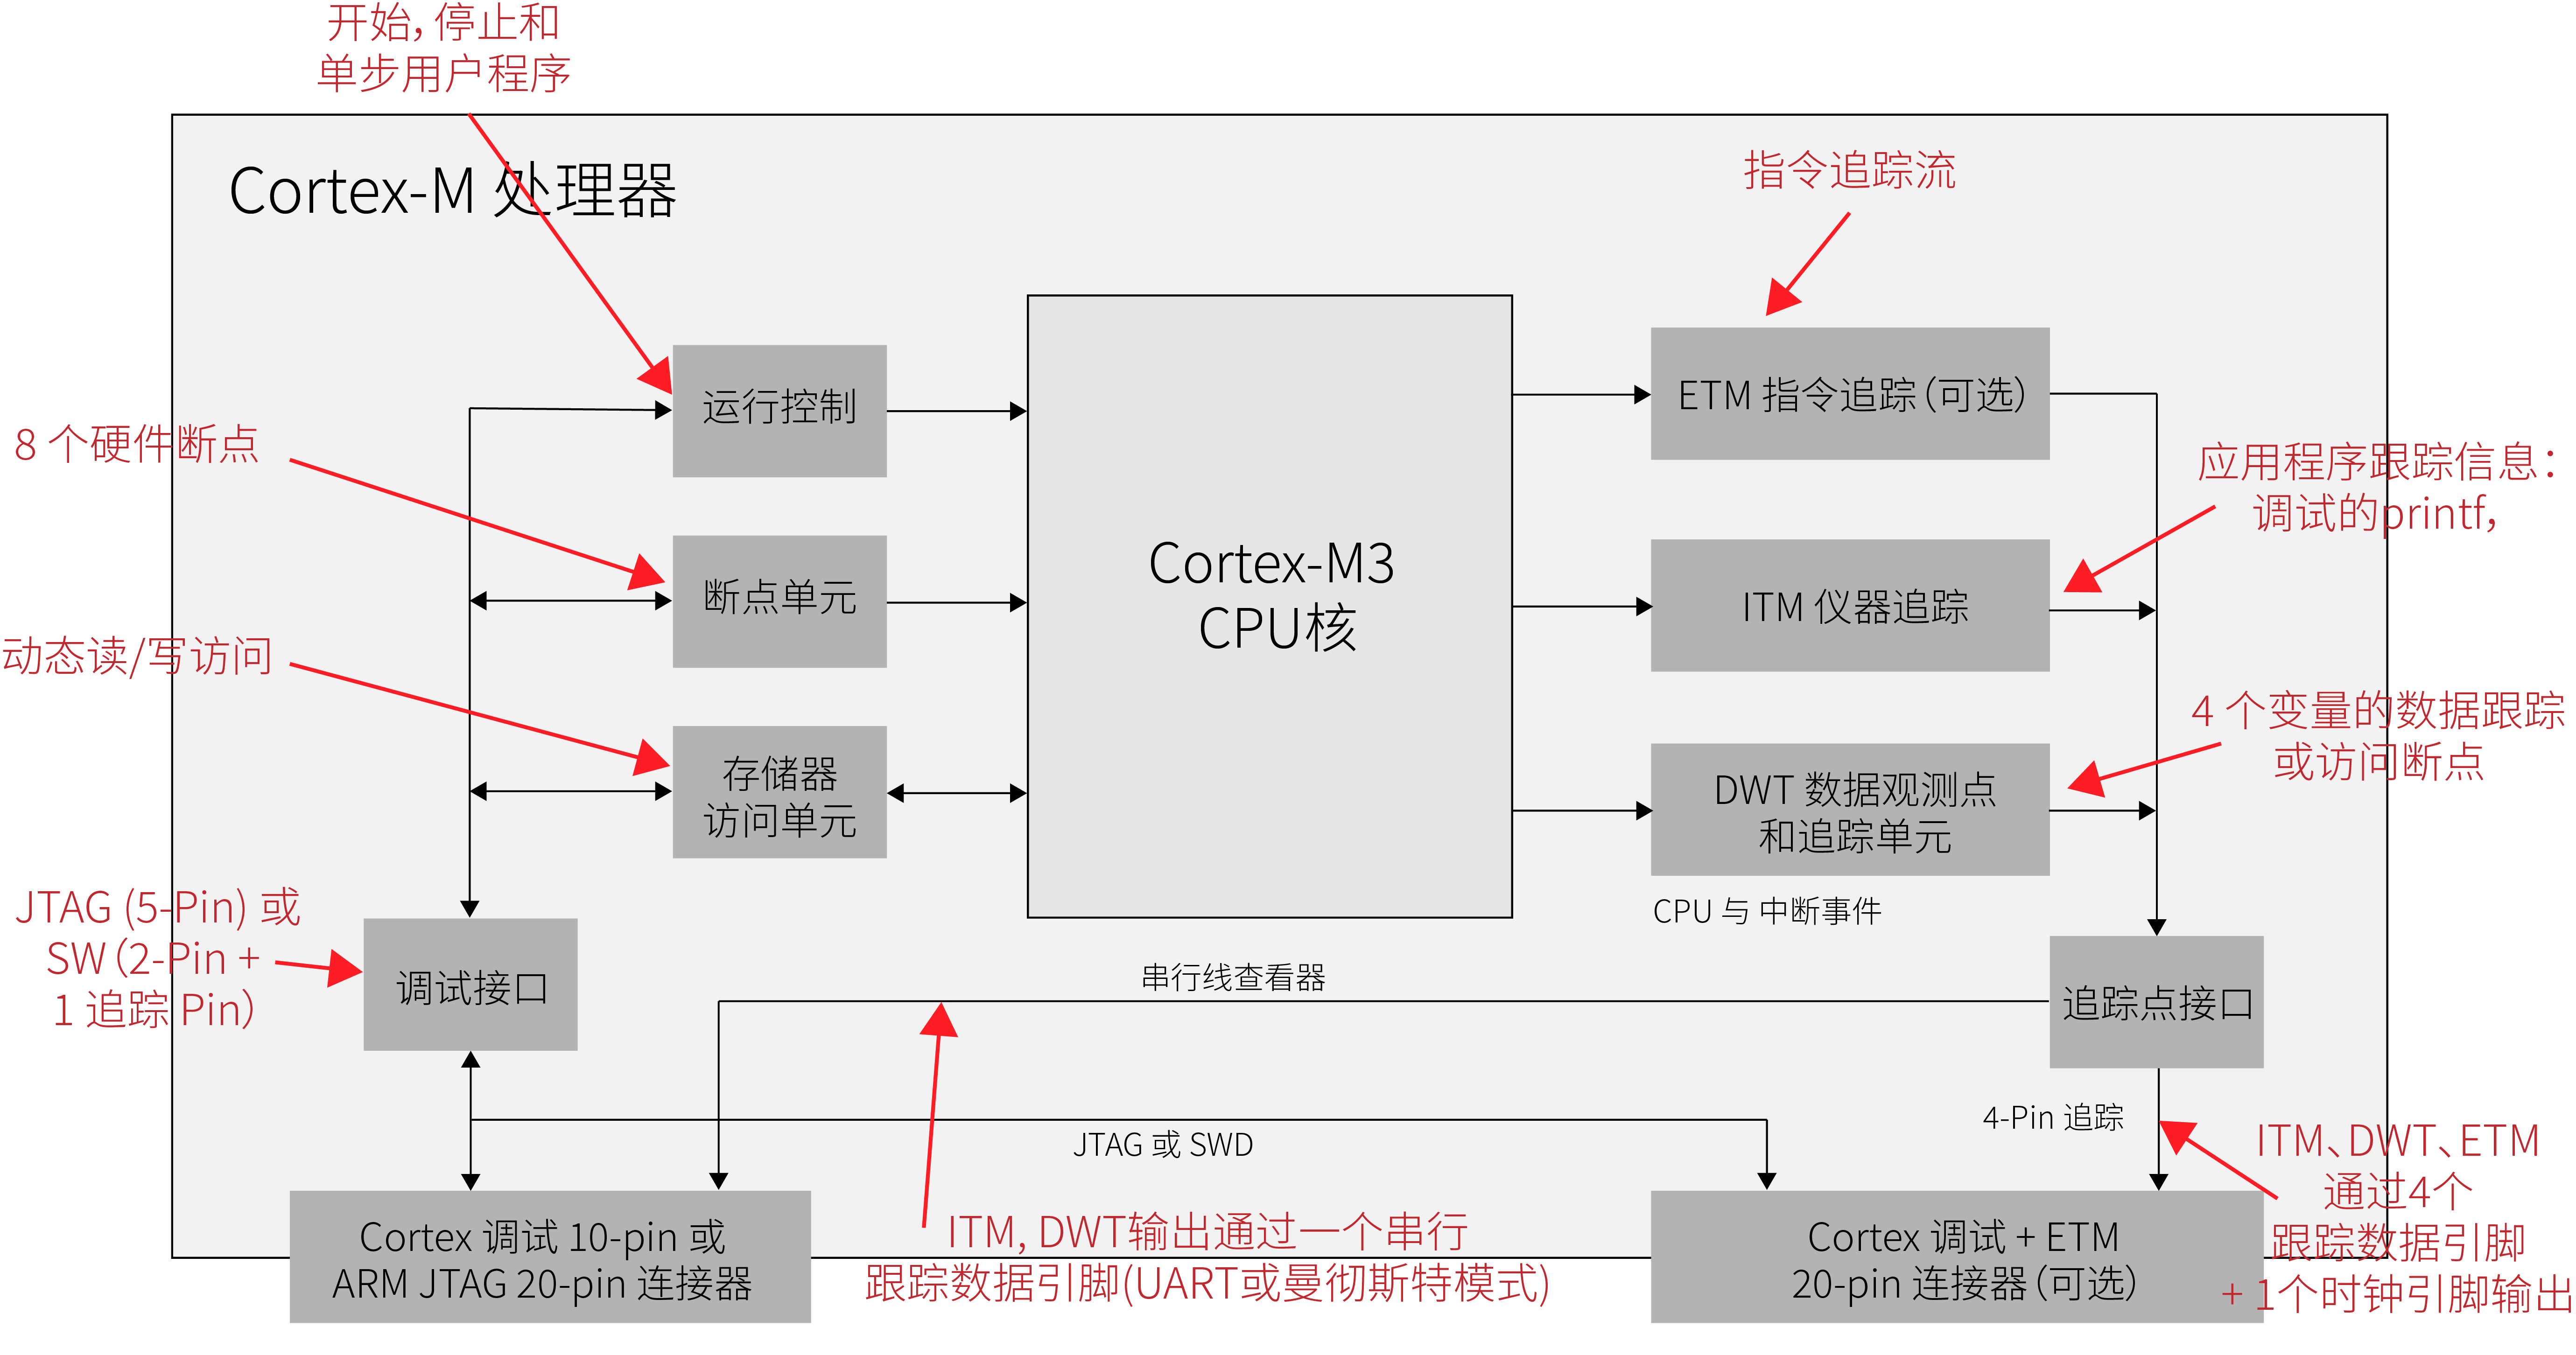 开始，停止和
单步用户程序
Cortex-M 处理器
指令追踪流
运行控制
ETM 指令追踪（可选）
8 个硬件断点
应用程序跟踪信息：
调试的printf，
断点单元
Cortex-M3
CPU核
ITM 仪器追踪
动态读/写访问
4 个变量的数据跟踪
或访问断点
存储器
访问单元
DWT 数据观测点
和追踪单元
CPU 与 中断事件
JTAG (5-Pin) 或
SW（2-Pin +
1 追踪 Pin）
调试接口
串行线查看器
追踪点接口
4-Pin 追踪
JTAG 或 SWD
ITM、DWT、ETM
通过4个
跟踪数据引脚
+ 1个时钟引脚输出
Cortex 调试 10-pin 或
ARM JTAG 20-pin 连接器
ITM, DWT输出通过一个串行
跟踪数据引脚(UART或曼彻斯特模式)
Cortex 调试 + ETM
20-pin 连接器（可选）